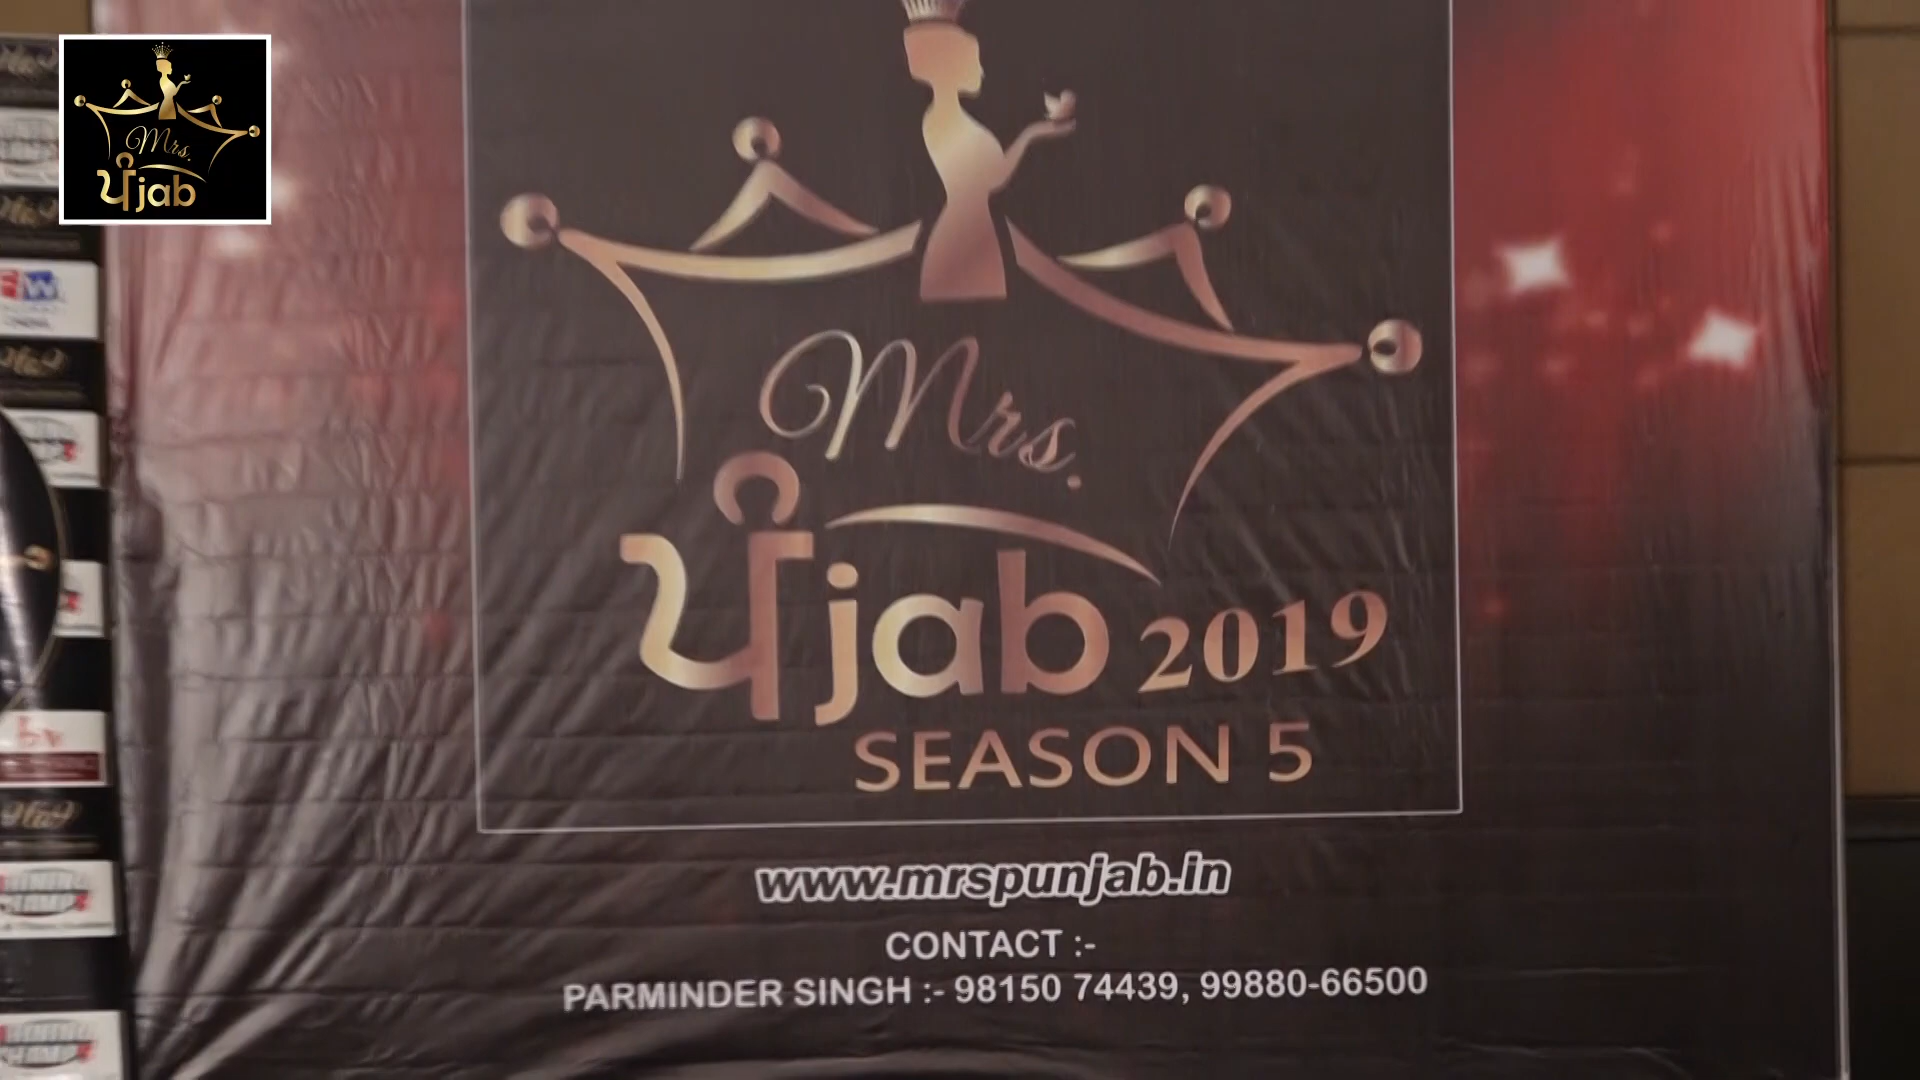 Mrs.
ਪੰjab
Mrs.
ਪੰjab 2019
SEASON 5
www.mrspunjab.in
CONTACT :-
PARMINDER SINGH :- 98150 74439, 99880-66500